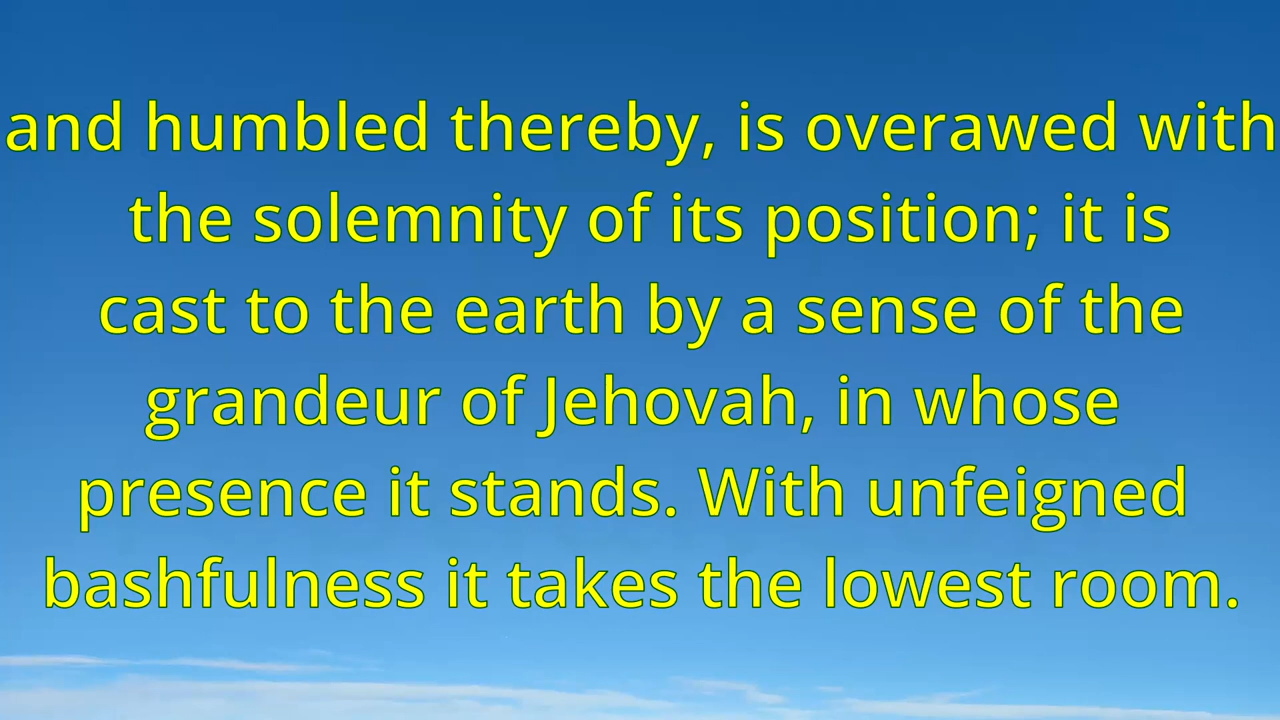 and humbled thereby, is overawed with
the solemnity of its position; it is
cast to the earth by a sense of the
grandeur of Jehovah, in whose
presence it stands. With unfeigned
bashfulness it takes the lowest room.